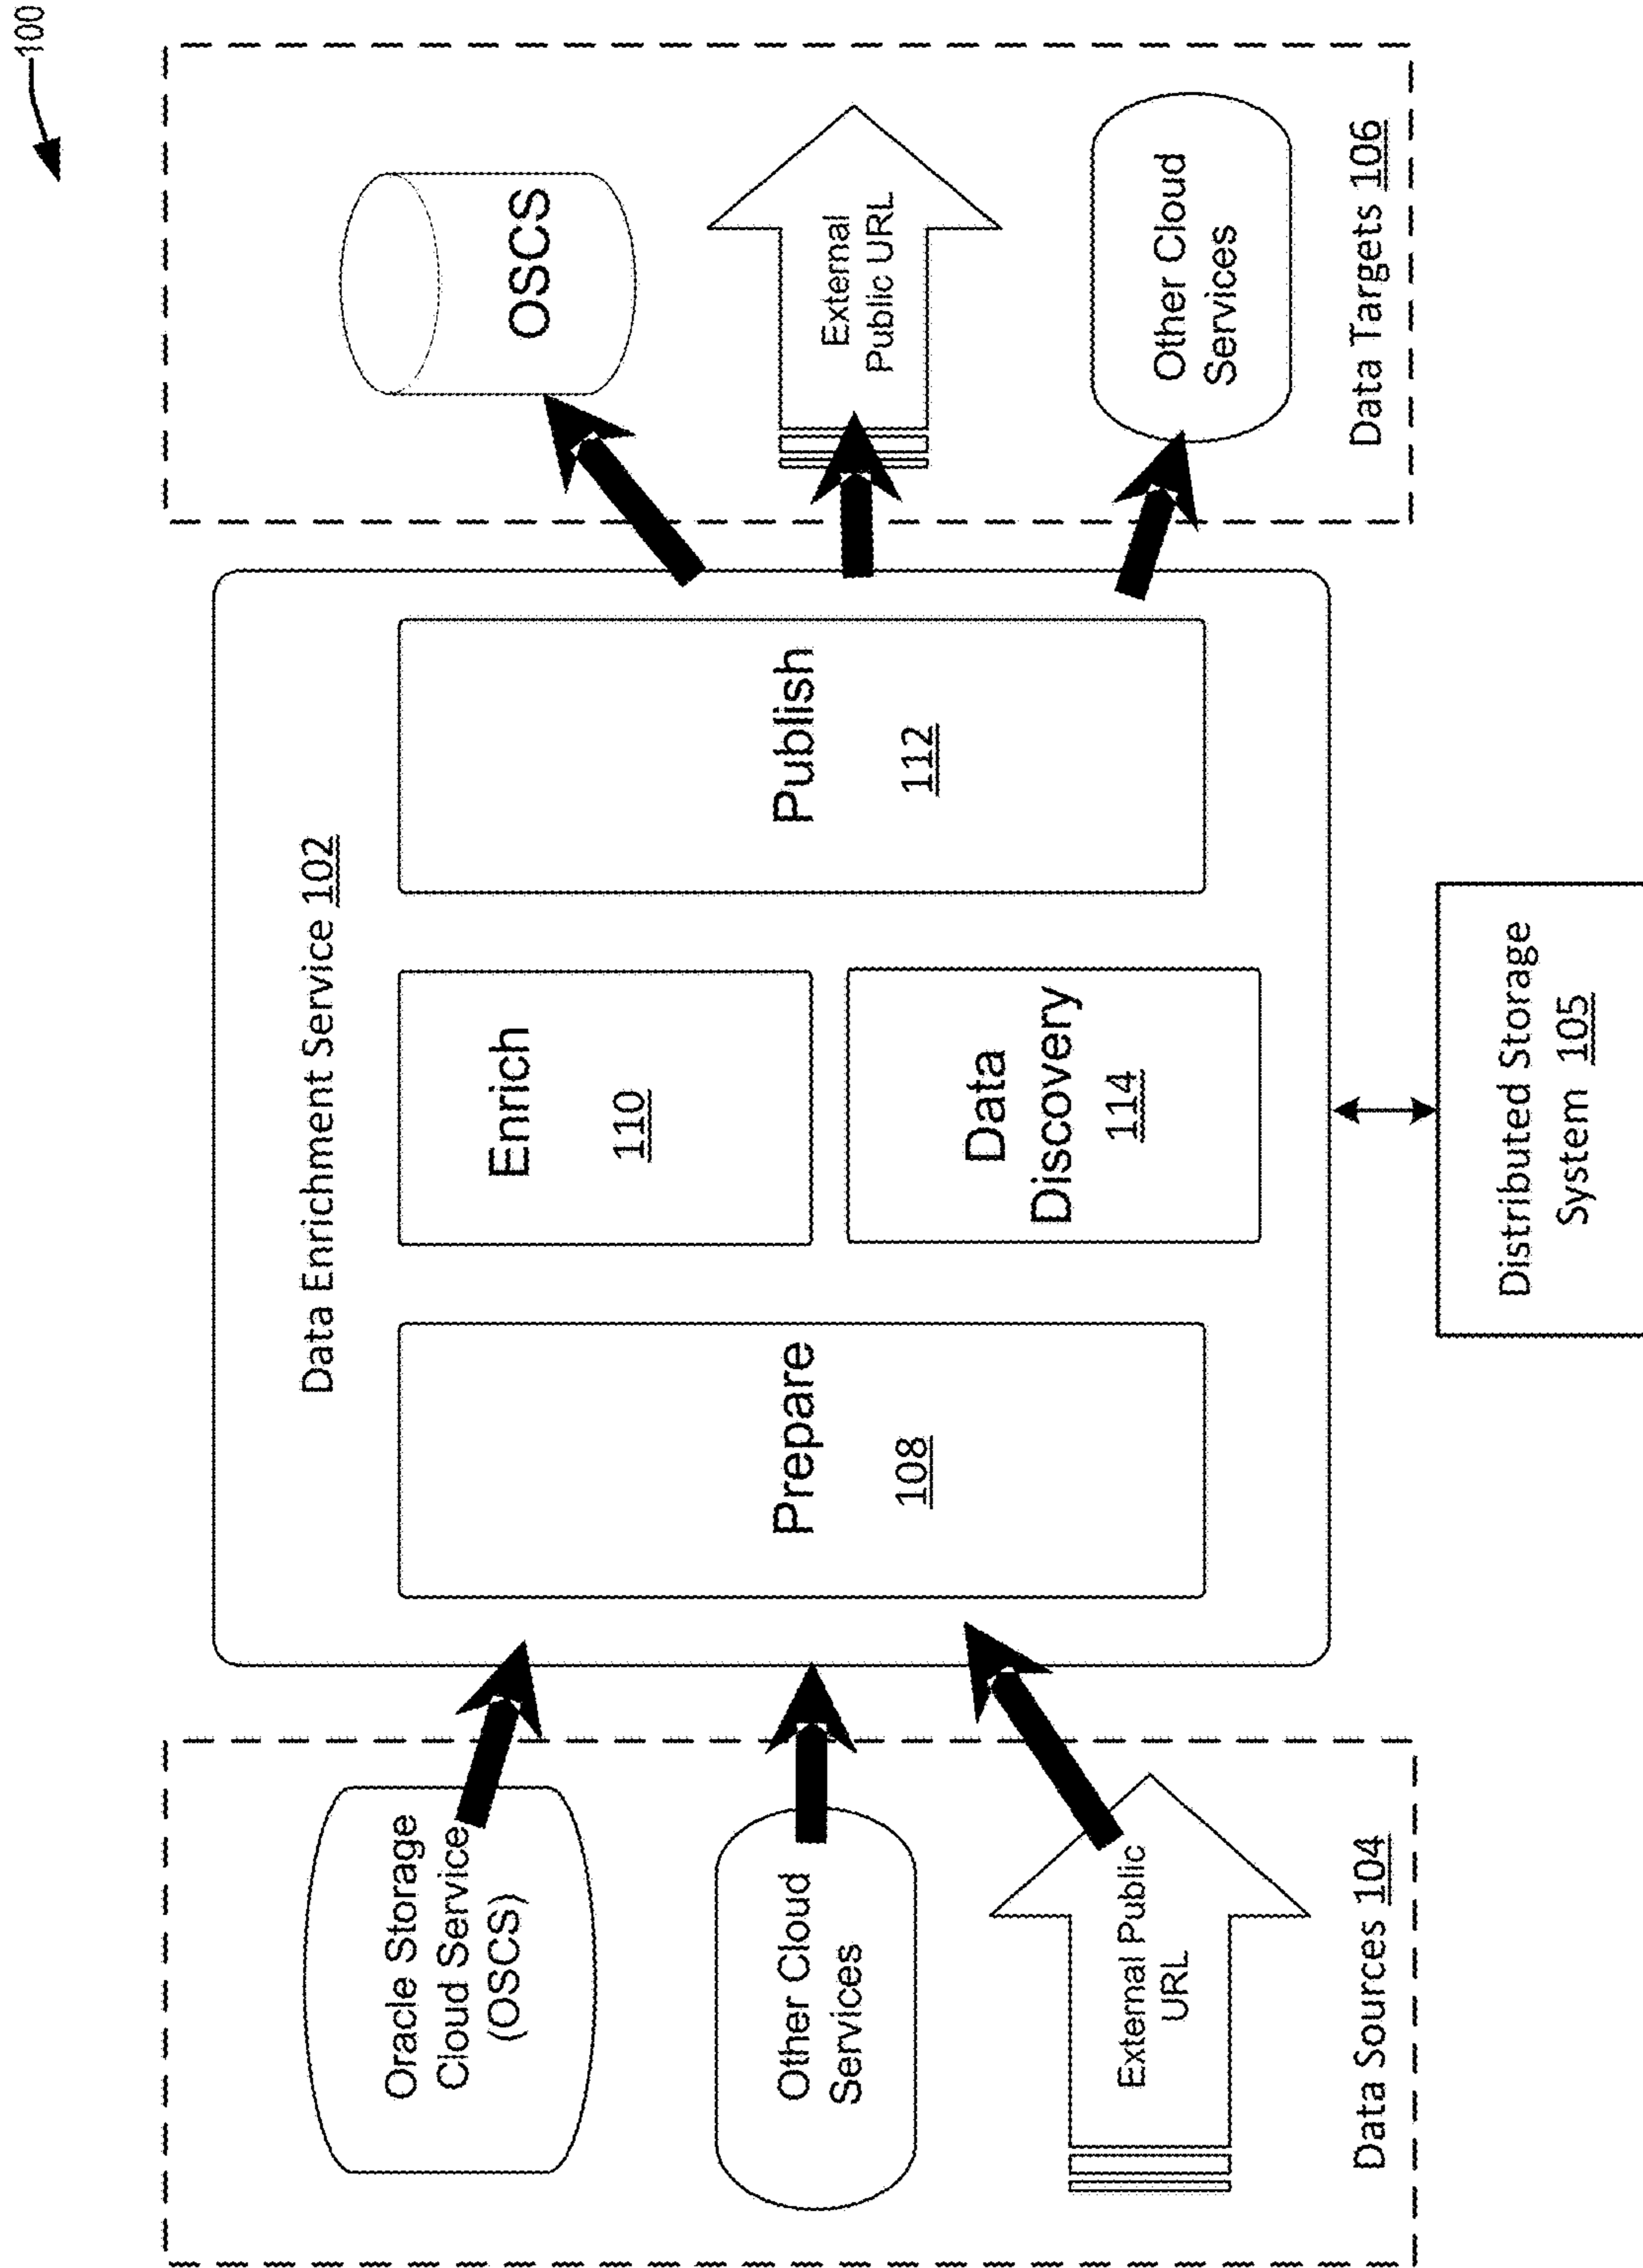 100
Oracle Storage
Cloud Service
(OSCS)
Other Cloud
Services
External Public
URL
Data Sources 104
Data Enrichment Service 102
Prepare
108
Enrich
110
Data
Discovery
114
Publish
112
OSCS
External
Public URL
Other Cloud
Services
Data Targets 106
Distributed Storage
System 105